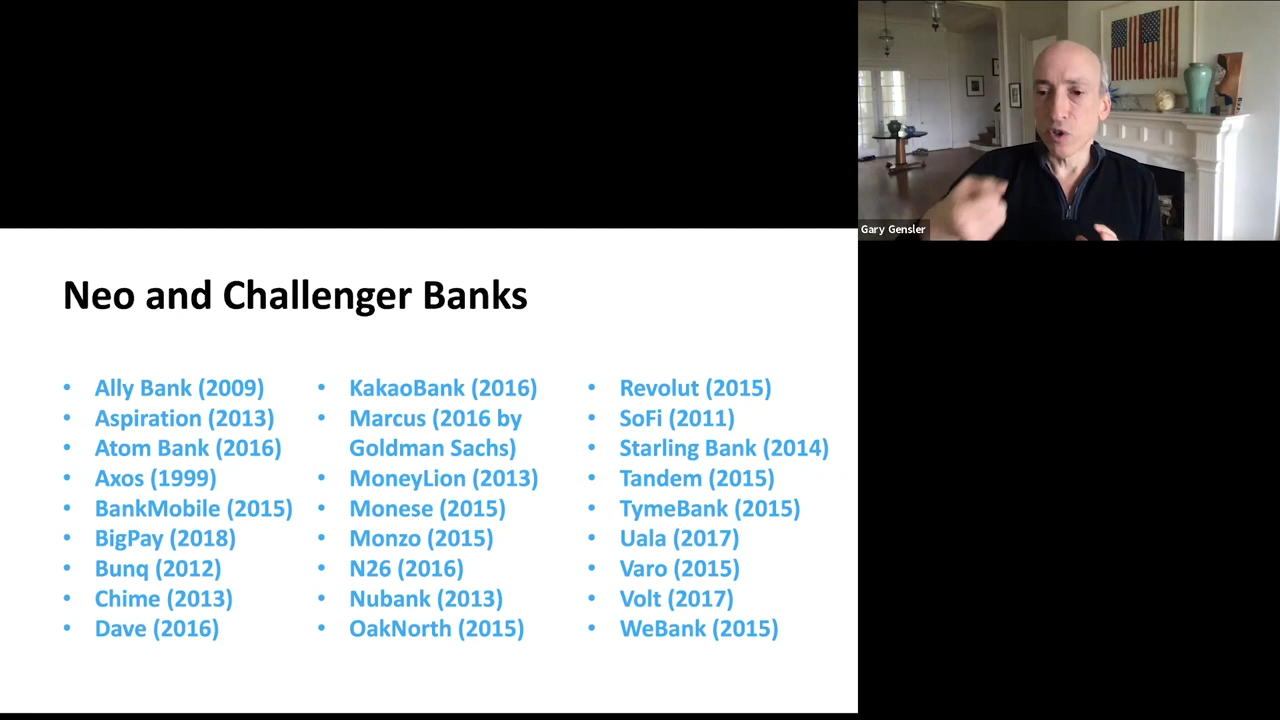 Gary Gensler
Neo and Challenger Banks
• Ally Bank (2009)
• Aspiration (2013)
• Atom Bank (2016)
• Axos (1999)
• BankMobile (2015)
• BigPay (2018)
• Bunq (2012)
• Chime (2013)
• Dave (2016)
• KakaoBank (2016)
• Marcus (2016 by
Goldman Sachs)
• MoneyLion (2013)
• Monese (2015)
• Monzo (2015)
• N26 (2016)
• Nubank (2013)
• OakNorth (2015)
• Revolut (2015)
• SoFi (2011)
• Starling Bank (2014)
• Tandem (2015)
• TymeBank (2015)
• Uala (2017)
• Varo (2015)
• Volt (2017)
• WeBank (2015)